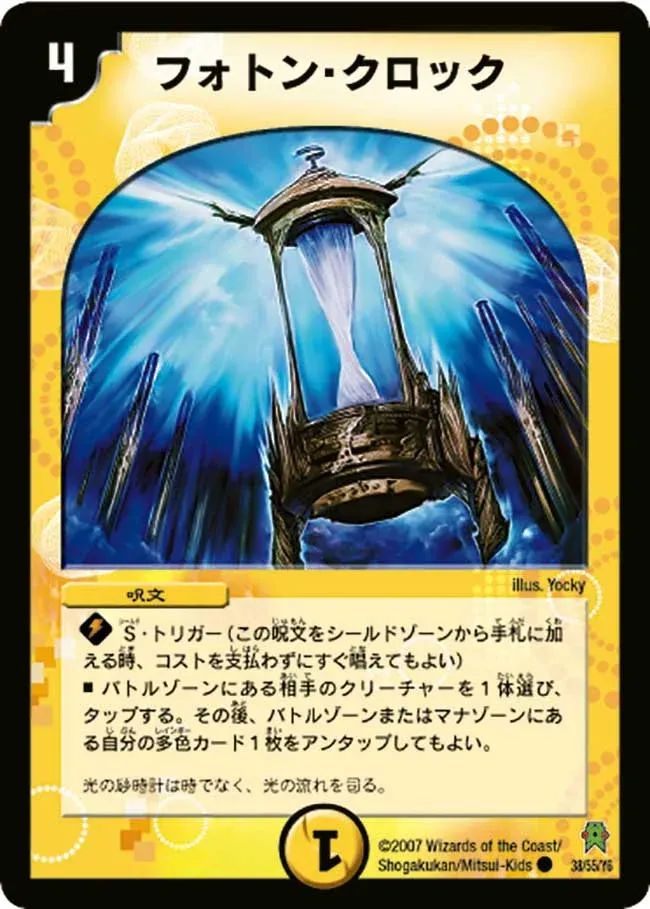 4
フォトン・クロック
illus. Yocky
呪文
S・トリガー(この呪文をシールドゾーンから手札に加
える時、コストを支払わずにすぐ唱えてもよい)
■ バトルゾーンにある相手のクリーチャーを1体選び、
タップする。その後、バトルゾーンまたはマナゾーンにあ
る自分の多色カード1枚をアンタップしてもよい。
光の砂時計は時でなく、光の流れを司る。
1
©2007 Wizards of the Coast/
Shogakukan/Mitsui-Kids
38/55/Y6